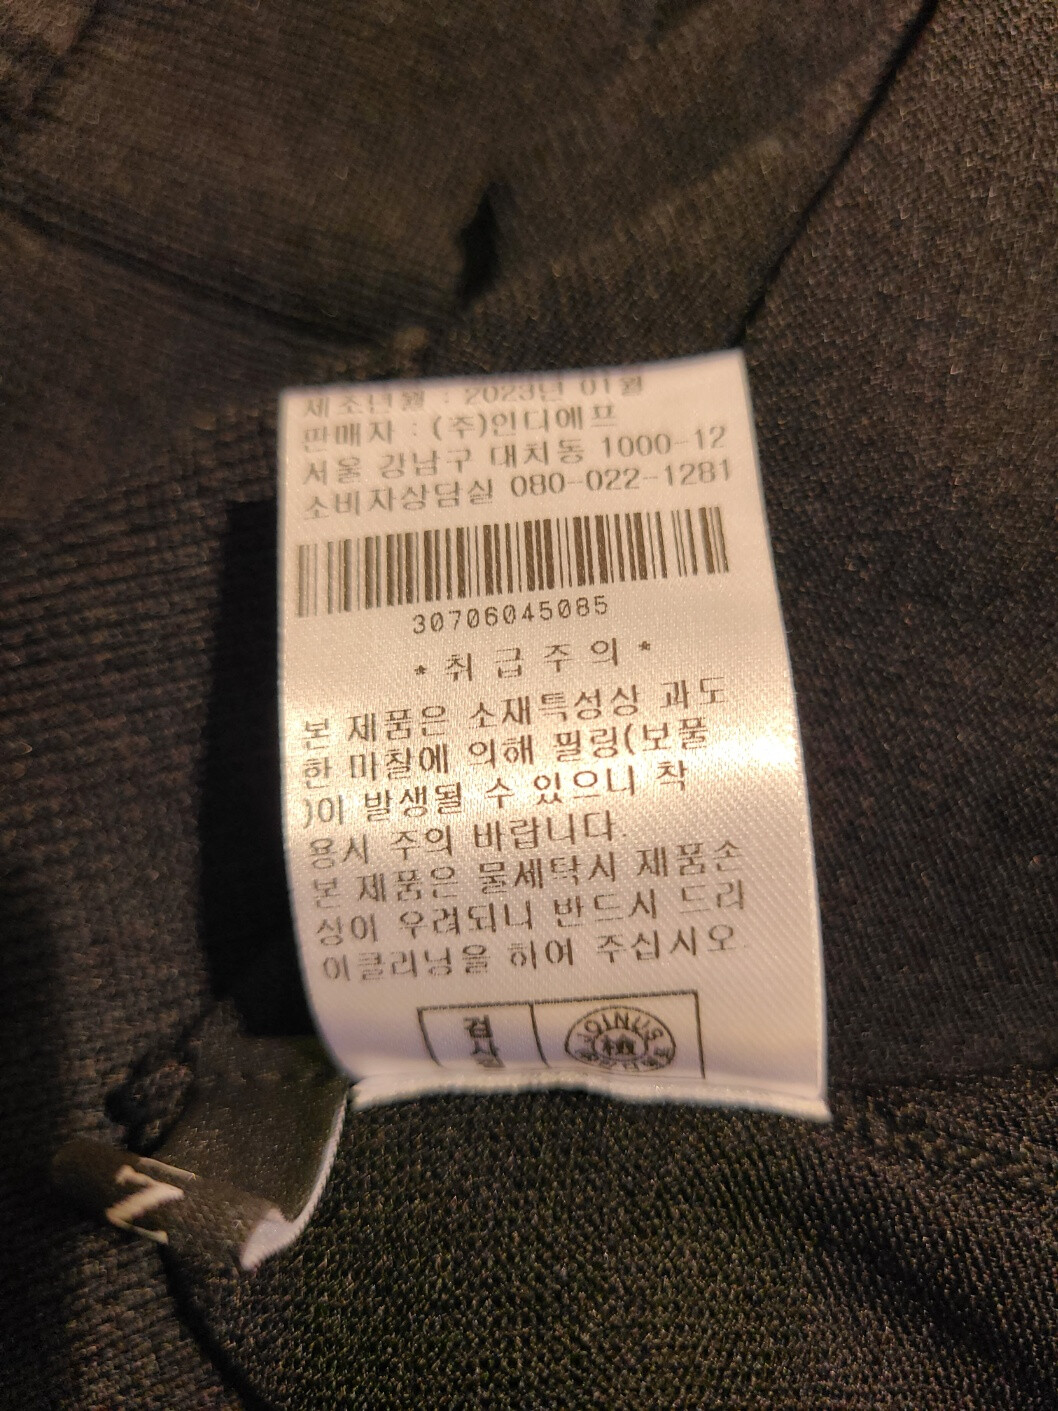 제조년월 : 2023년 01월
판매자 : (주)인디에프
서울 강남구 대치동 1000-12
소비자상담실 080-022-1281
30706045085
*취급주의*
본 제품은 소재특성상 과도
한 마찰에 의해 필링(보풀
)이 발생될 수 있으니 착
용시 주의 바랍니다.
본 제품은 물세탁시 제품손
상이 우려되니 반드시 드라
이클리닝을 하여 주십시오.
검
사
JOINUS